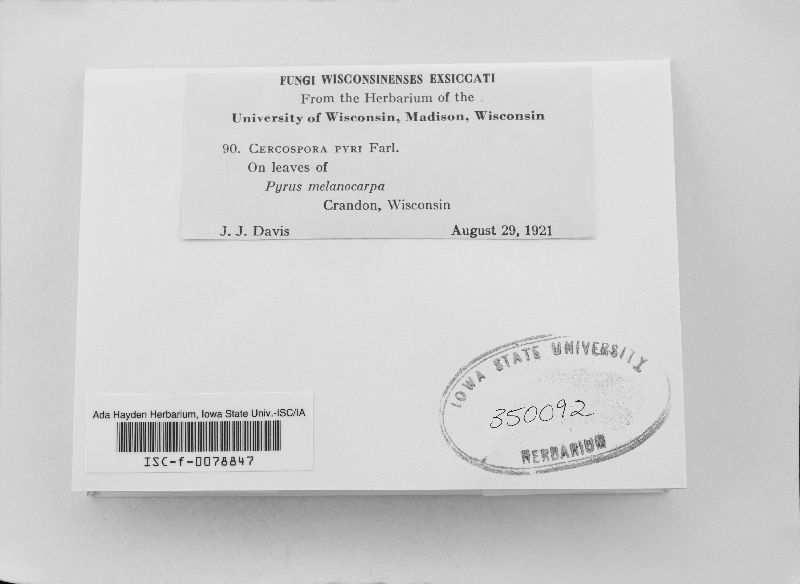 FUNGI WISCONSINENSES EXSICCATI
From the Herbarium of the
University of Wisconsin, Madison, Wisconsin
90. CERCOSPORA PYRI Farl.
On leaves of
Pyrus melanocarpa
Crandon, Wisconsin
J. J. Davis August 29, 1921
IOWA STATE UNIVERSITY
350092
HERBARIUM
Ada Hayden Herbarium, Iowa State Univ.-ISC/IA
ISC-f-0078847